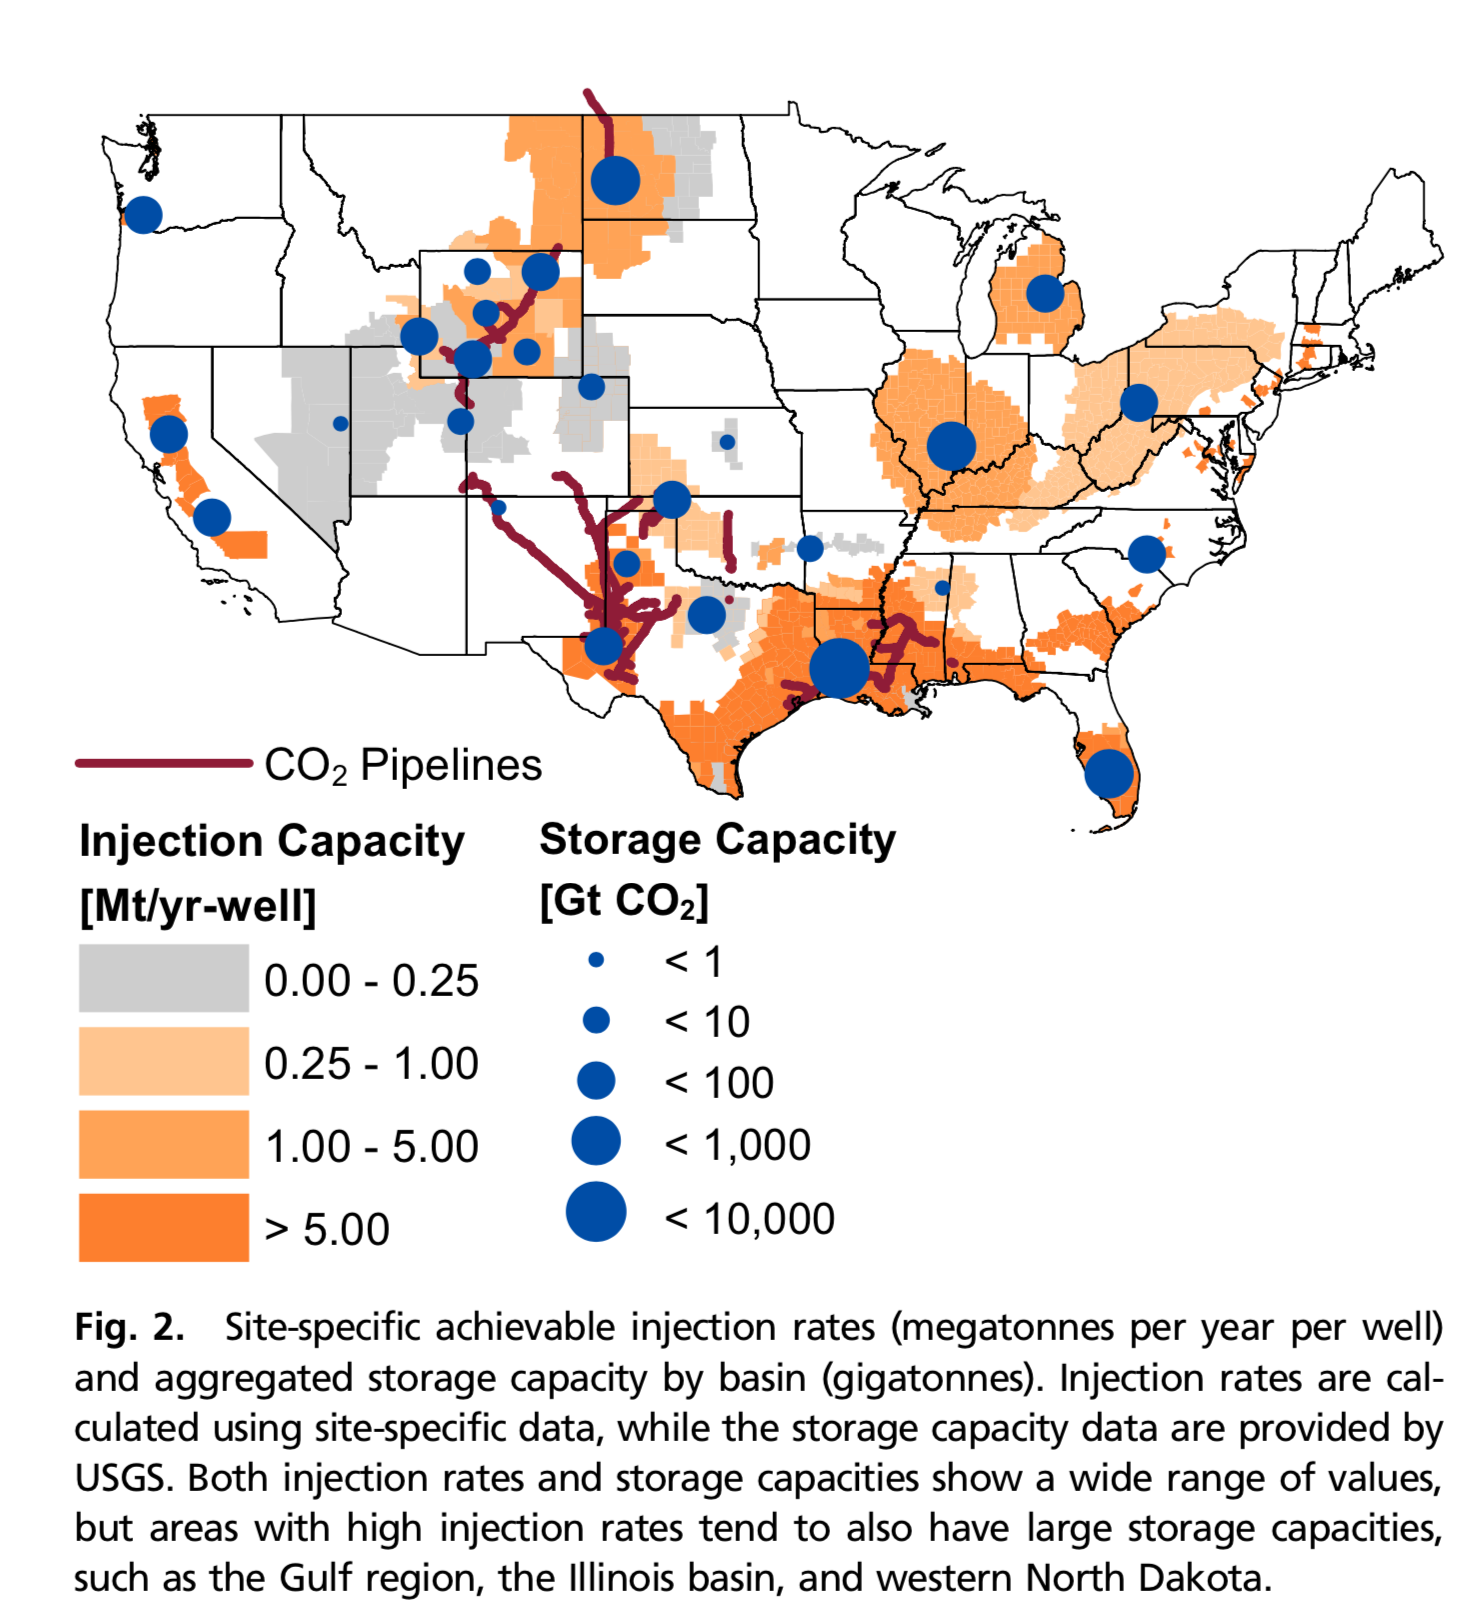 CO₂ Pipelines
Injection Capacity
[Mt/yr-well]
0.00 - 0.25
0.25 - 1.00
1.00 - 5.00
> 5.00
Storage Capacity
[Gt CO₂]
< 1
< 10
< 100
< 1,000
< 10,000
Fig. 2. Site-specific achievable injection rates (megatonnes per year per well)
and aggregated storage capacity by basin (gigatonnes). Injection rates are cal-
culated using site-specific data, while the storage capacity data are provided by
USGS. Both injection rates and storage capacities show a wide range of values,
but areas with high injection rates tend to also have large storage capacities,
such as the Gulf region, the Illinois basin, and western North Dakota.